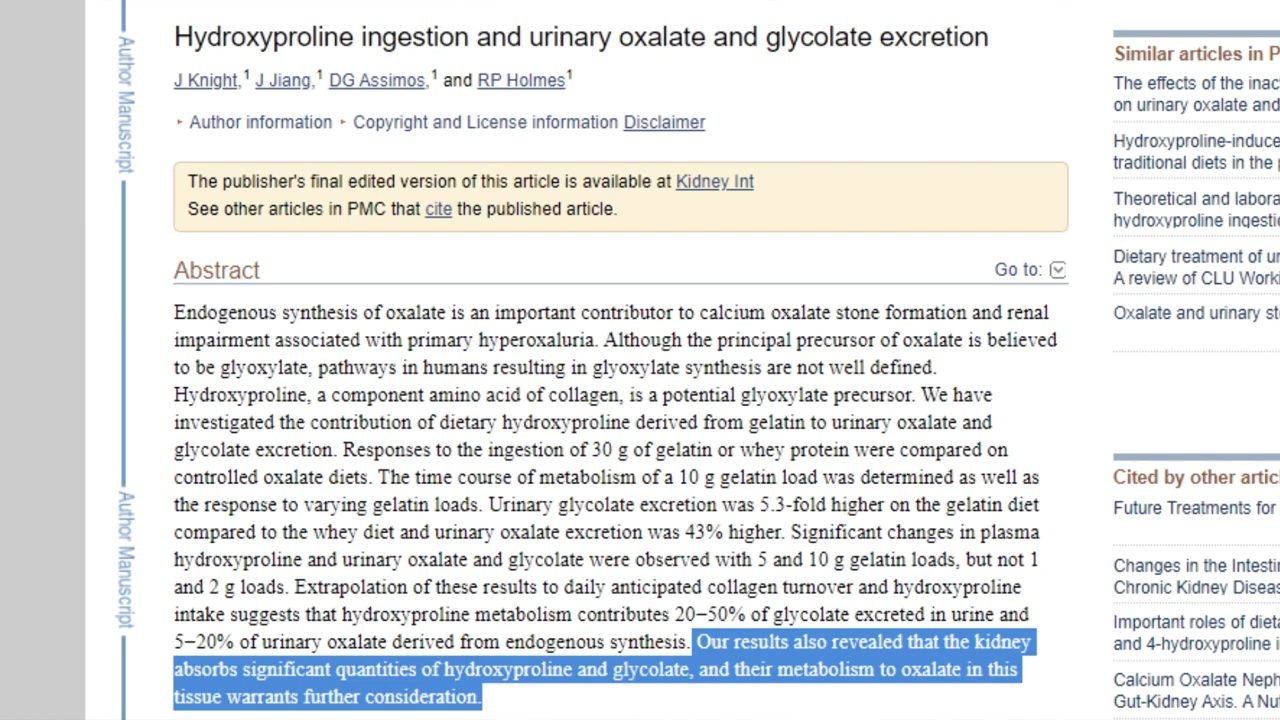 Hydroxyproline ingestion and urinary oxalate and glycolate excretion
J Knight,1 J Jiang,1 DG Assimos,1 and RP Holmes1
▸ Author information ▸ Copyright and License information Disclaimer
The publisher's final edited version of this article is available at Kidney Int
See other articles in PMC that cite the published article.
Abstract
Go to:
Endogenous synthesis of oxalate is an important contributor to calcium oxalate stone formation and renal
impairment associated with primary hyperoxaluria. Although the principal precursor of oxalate is believed
to be glyoxylate, pathways in humans resulting in glyoxylate synthesis are not well defined.
Hydroxyproline, a component amino acid of collagen, is a potential glyoxylate precursor. We have
investigated the contribution of dietary hydroxyproline derived from gelatin to urinary oxalate and
glycolate excretion. Responses to the ingestion of 30 g of gelatin or whey protein were compared on
controlled oxalate diets. The time course of metabolism of a 10 g gelatin load was determined as well as
the response to varying gelatin loads. Urinary glycolate excretion was 5.3-fold higher on the gelatin diet
compared to the whey diet and urinary oxalate excretion was 43% higher. Significant changes in plasma
hydroxyproline and urinary oxalate and glycolate were observed with 5 and 10 g gelatin loads, but not 1
and 2 g loads. Extrapolation of these results to daily anticipated collagen turnover and hydroxyproline
intake suggests that hydroxyproline metabolism contributes 20–50% of glycolate excreted in urine and
5–20% of urinary oxalate derived from endogenous synthesis. Our results also revealed that the kidney
absorbs significant quantities of hydroxyproline and glycolate, and their metabolism to oxalate in this
tissue warrants further consideration.
Author Manuscript
Author Manuscript
Similar articles in P
The effects of the inac
on urinary oxalate and
Hydroxyproline-induce
traditional diets in the p
Theoretical and labora
hydroxyproline ingestio
Dietary treatment of ur
A review of CLU Worki
Oxalate and urinary sto
Cited by other artic
Future Treatments for
Changes in the Intestin
Chronic Kidney Diseas
Important roles of dieta
and 4-hydroxyproline i
Calcium Oxalate Neph
Gut-Kidney Axis. A Nut